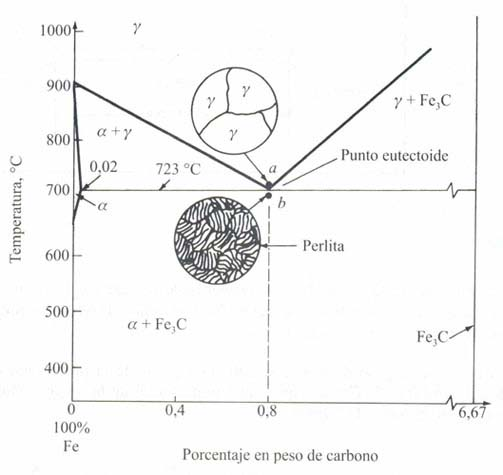 γ
1000
900
800
700
600
500
400
Temperatura, °C
γ
γ
γ
α + γ
γ + Fe₃C
0,02
723 °C
a
Punto eutectoide
α
b
Perlita
α + Fe₃C
Fe₃C
0
0,4
0,8
6,67
100%
Fe
Porcentaje en peso de carbono